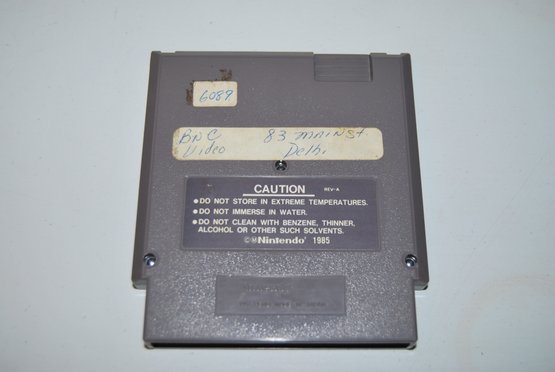 6089
BNC 83 MAIN St.
Video Delhi
CAUTION REV-A
●DO NOT STORE IN EXTREME TEMPERATURES.
●DO NOT IMMERSE IN WATER.
●DO NOT CLEAN WITH BENZENE, THINNER,
ALCOHOL OR OTHER SUCH SOLVENTS.
©®Nintendo® 1985